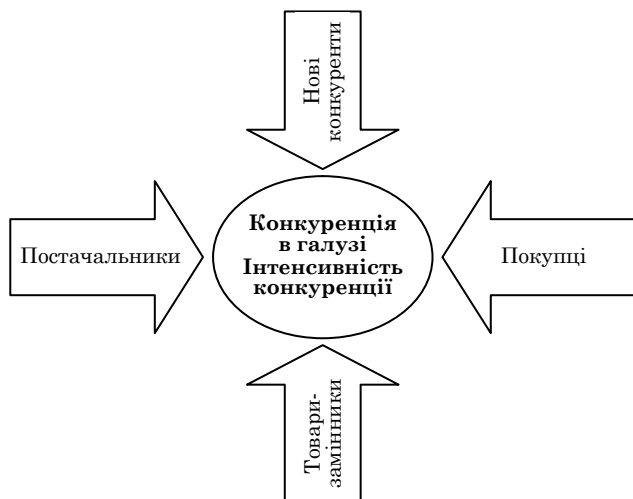 Нові
конкуренти
Постачальники
Конкуренція
в галузі
Інтенсивність
конкуренції
Покупці
Товари-
замінники